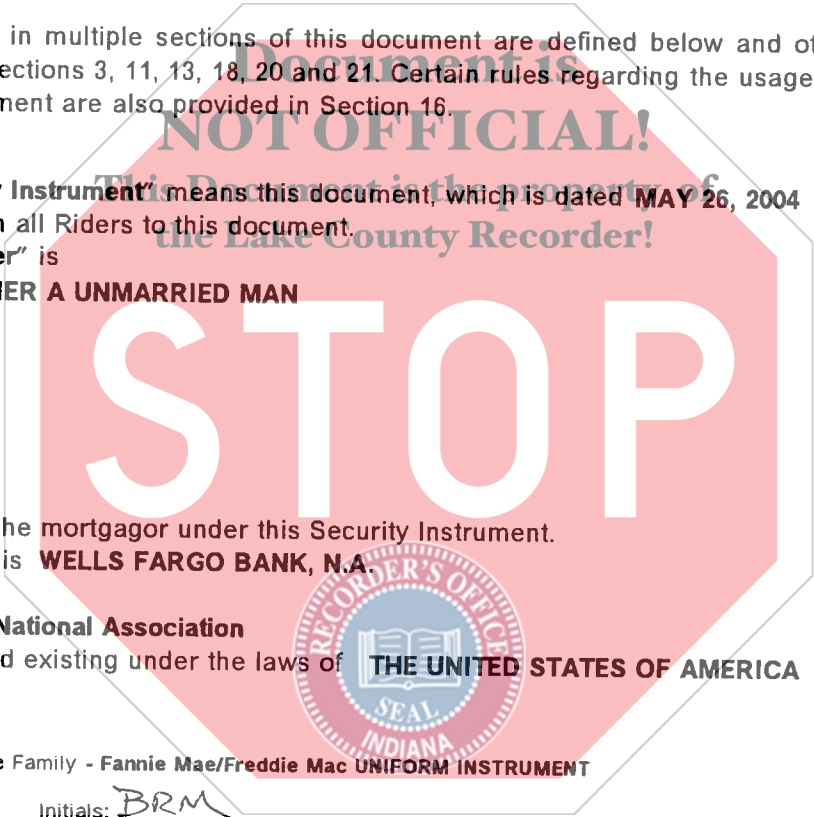 in multiple sections of this document are defined below and
ections 3, 11, 13, 18, 20 and 21. Certain rules regarding the usage
ment are also provided in Section 16.
Document is
NOT OFFICIAL!
This Document is the property of
the Lake County Recorder!
Instrument" means this document, which is dated MAY 26, 2004
all Riders to this document.
er" is
ER A UNMARRIED MAN
STOP
he mortgagor under this Security Instrument.
is WELLS FARGO BANK, N.A.
National Association
d existing under the laws of THE UNITED STATES OF AMERICA
RECORDER'S OFFICE
SEAL
INDIANA
Family - Fannie Mae/Freddie Mac UNIFORM INSTRUMENT
Initials: BRM